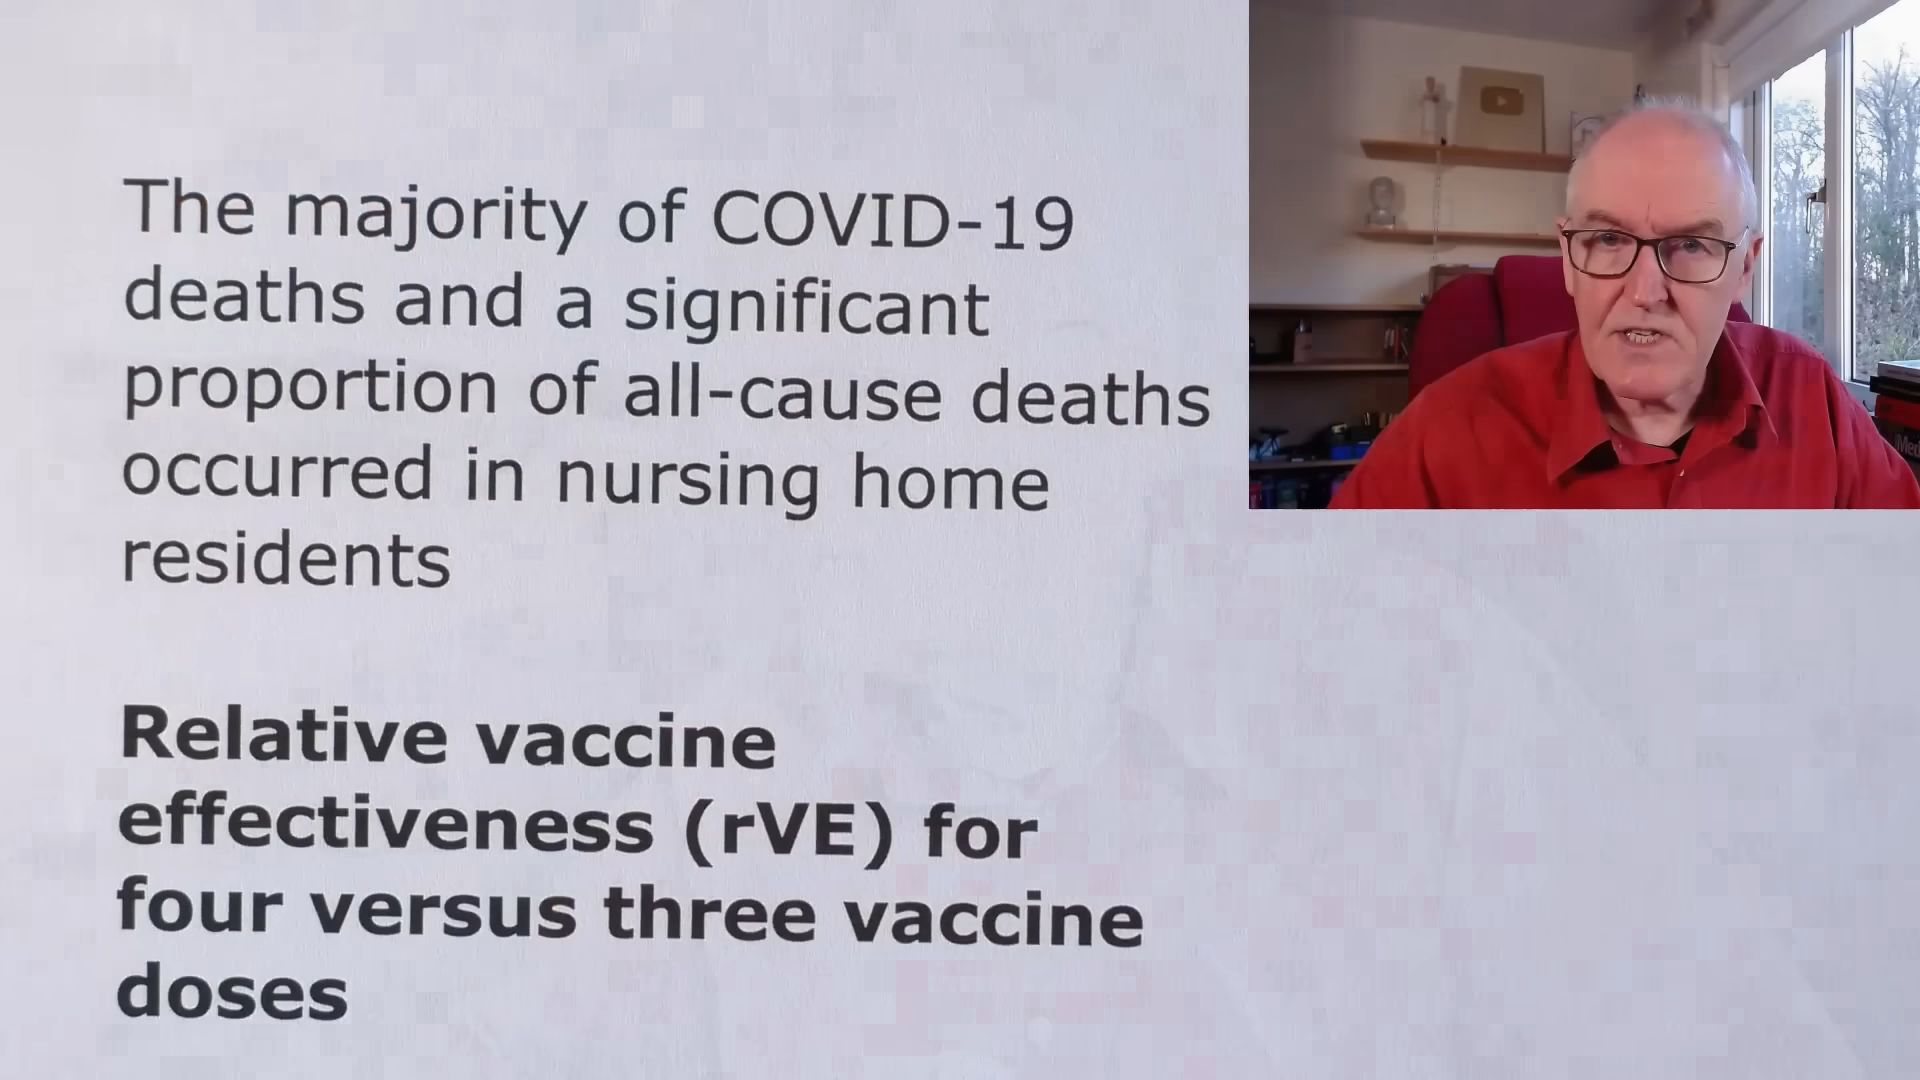 The majority of COVID-19
deaths and a significant
proportion of all-cause deaths
occurred in nursing home
residents
Relative vaccine
effectiveness (rVE) for
four versus three vaccine
doses
Med